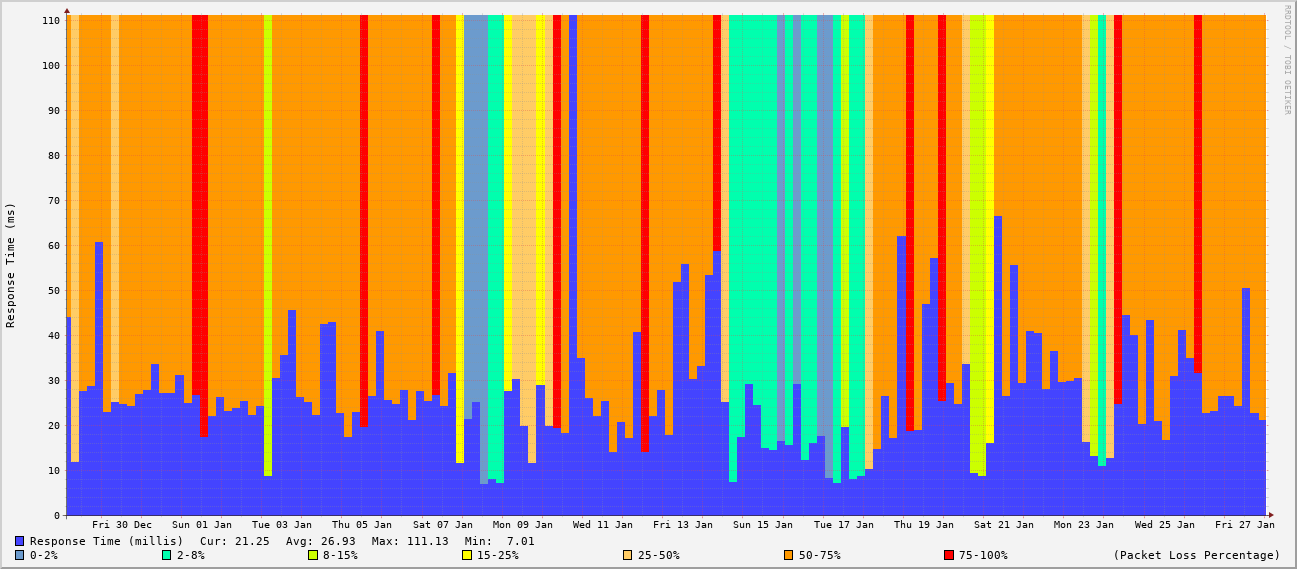 RRDTOOL / TOBI OETIKER
Response Time (ms)
110
100
90
80
70
60
50
40
30
20
10
0
Fri 30 Dec Sun 01 Jan Tue 03 Jan Thu 05 Jan Sat 07 Jan Mon 09 Jan Wed 11 Jan Fri 13 Jan Sun 15 Jan Tue 17 Jan Thu 19 Jan Sat 21 Jan Mon 23 Jan Wed 25 Jan Fri 27 Jan
Response Time (millis) Cur: 21.25 Avg: 26.93 Max: 111.13 Min: 7.01
0-2% 2-8% 8-15% 15-25% 25-50% 50-75% 75-100% (Packet Loss Percentage)